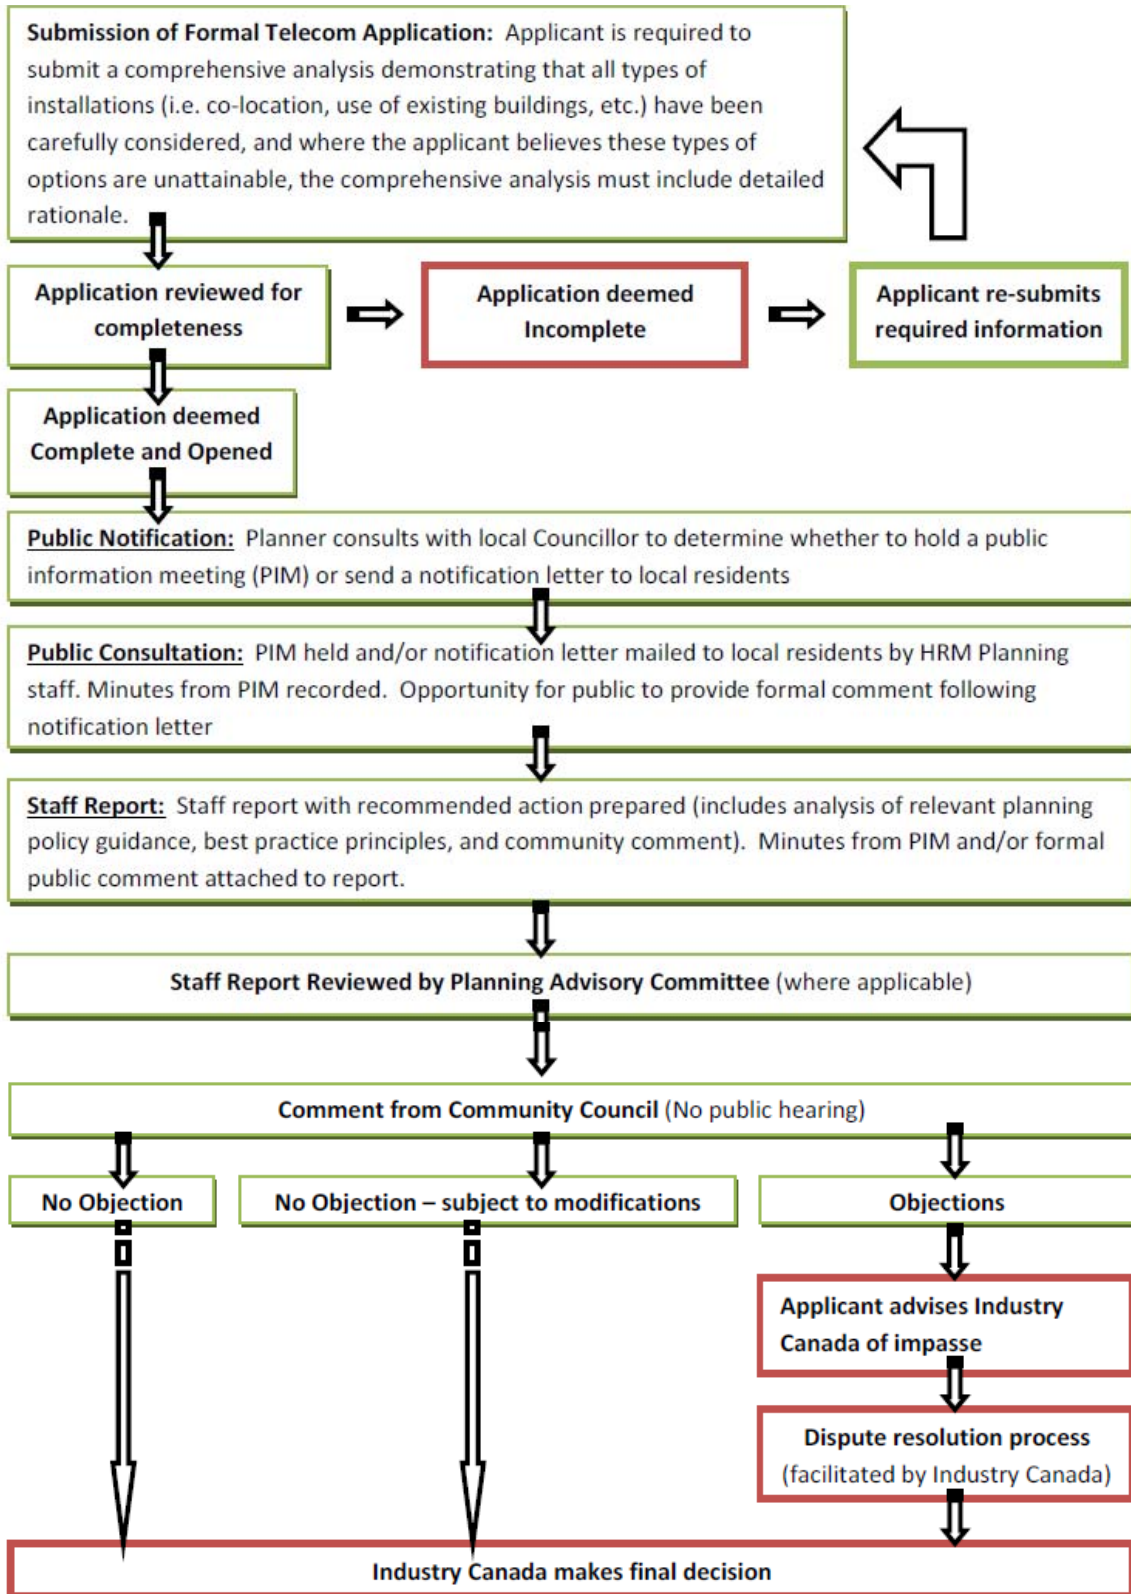 Submission of Formal Telecom Application: Applicant is required to
submit a comprehensive analysis demonstrating that all types of
installations (i.e. co-location, use of existing buildings, etc.) have been
carefully considered, and where the applicant believes these types of
options are unattainable, the comprehensive analysis must include detailed
rationale.
Application reviewed for
completeness
Application deemed
Incomplete
Applicant re-submits
required information
Application deemed
Complete and Opened
Public Notification: Planner consults with local Councillor to determine whether to hold a public
information meeting (PIM) or send a notification letter to local residents
Public Consultation: PIM held and/or notification letter mailed to local residents by HRM Planning
staff. Minutes from PIM recorded. Opportunity for public to provide formal comment following
notification letter
Staff Report: Staff report with recommended action prepared (includes analysis of relevant planning
policy guidance, best practice principles, and community comment). Minutes from PIM and/or formal
public comment attached to report.
Staff Report Reviewed by Planning Advisory Committee (where applicable)
Comment from Community Council (No public hearing)
No Objection
No Objection – subject to modifications
Objections
Applicant advises Industry
Canada of impasse
Dispute resolution process
(facilitated by Industry Canada)
Industry Canada makes final decision